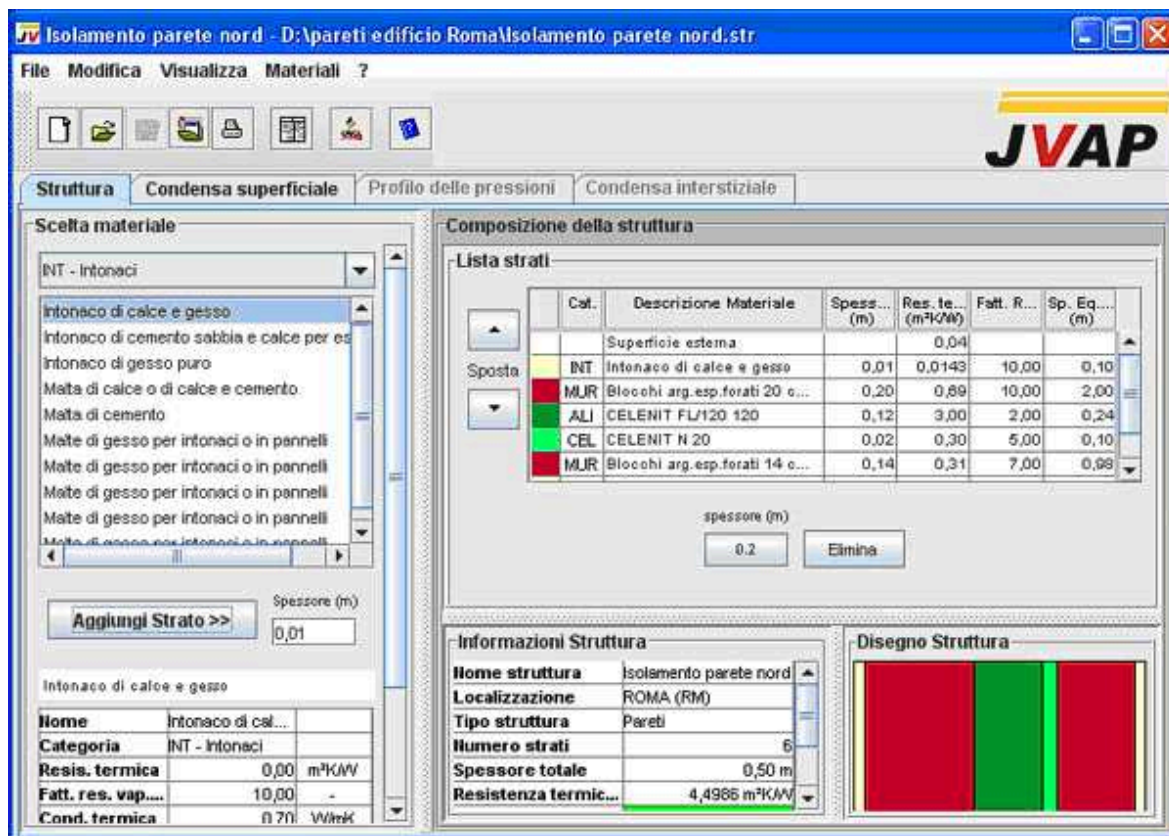 JV Isolamento parete nord - D:\pareti edificio Roma\Isolamento parete nord.str
File Modifica Visualizza Materiali ?
JVAP
Struttura Condensa superficiale Profilo delle pressioni Condensa interstiziale
Scelta materiale
INT - Intonaci
Intonaco di calce e gesso
Intonaco di cemento sabbia e calce per es
Intonaco di gesso puro
Malta di calce o di calce e cemento
Malta di cemento
Malte di gesso per intonaci o in pannelli
Malte di gesso per intonaci o in pannelli
Malte di gesso per intonaci o in pannelli
Malte di gesso per intonaci o in pannelli
Malte di gesso per intonaci o in pannelli
Aggiungi Strato >>
Spessore (m)
0,01
Intonaco di calce e gesso
Nome Intonaco di cal...
Categoria INT - Intonaci
Resis. termica 0,00 m²K/W
Fatt. res. vap.... 10,00 -
Cond. termica 0,70 W/mK
Composizione della struttura
Lista strati
Sposta
Cat. Descrizione Materiale Spess... (m) Res. te... (m²K/W) Fatt. R... Sp. Eq.... (m)
Superficie esterna 0,04
INT Intonaco di calce e gesso 0,01 0,0143 10,00 0,10
MUR Blocchi arg.esp.forati 20 c... 0,20 0,69 10,00 2,00
ALI CELENIT FL/120 120 0,12 3,00 2,00 0,24
CEL CELENIT N 20 0,02 0,30 5,00 0,10
MUR Blocchi arg.esp.forati 14 c... 0,14 0,31 7,00 0,98
spessore (m)
0.2 Elimina
Informazioni Struttura
Nome struttura Isolamento parete nord
Localizzazione ROMA (RM)
Tipo struttura Pareti
Numero strati 6
Spessore totale 0,50 m
Resistenza termic... 4,4986 m²K/W
Disegno Struttura